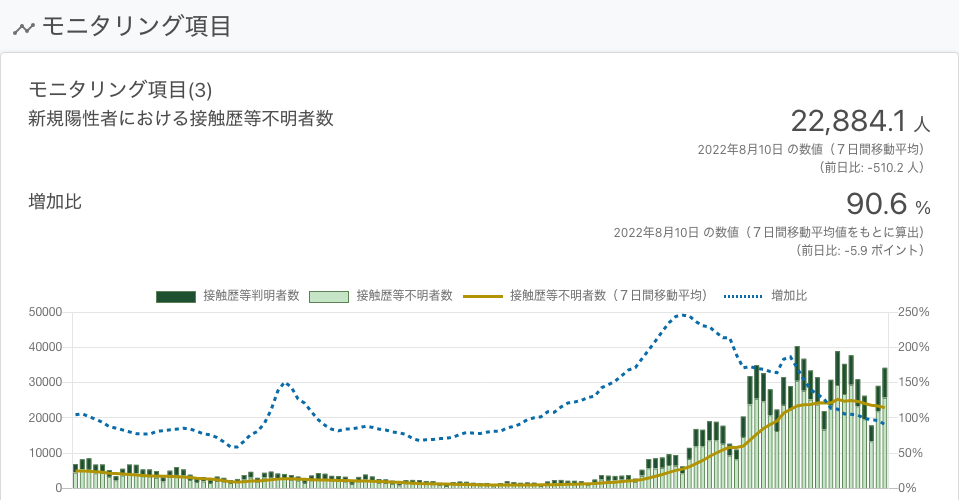 モニタリング項目
モニタリング項目(3)
新規陽性者における接触歴等不明者数
22,884.1 人
2022年8月10日 の数値（７日間移動平均）
（前日比: -510.2 人）
増加比
90.6 %
2022年8月10日 の数値（７日間移動平均値をもとに算出）
（前日比: -5.9 ポイント）
接触歴等判明者数 接触歴等不明者数 接触歴等不明者数（７日間移動平均） 増加比
50000 250%
40000 200%
30000 150%
20000 100%
10000 50%
0 0%